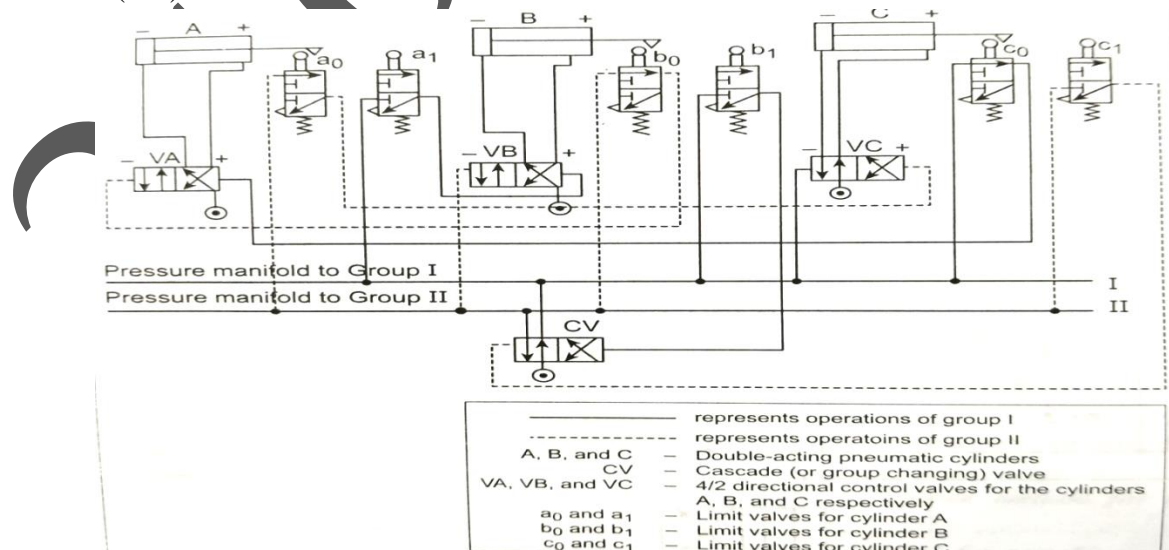 − A +
− B +
− C +
a0
a1
b0
b1
c0
c1
− VA +
− VB +
VC +
Pressure manifold to Group I
I
Pressure manifold to Group II
II
CV
represents operations of group I
represents operatoins of group II
A, B, and C – Double-acting pneumatic cylinders
CV – Cascade (or group changing) valve
VA, VB, and VC – 4/2 directional control valves for the cylinders
A, B, and C respectively
a0 and a1 – Limit valves for cylinder A
b0 and b1 – Limit valves for cylinder B
c0 and c1 – Limit valves for cylinder C